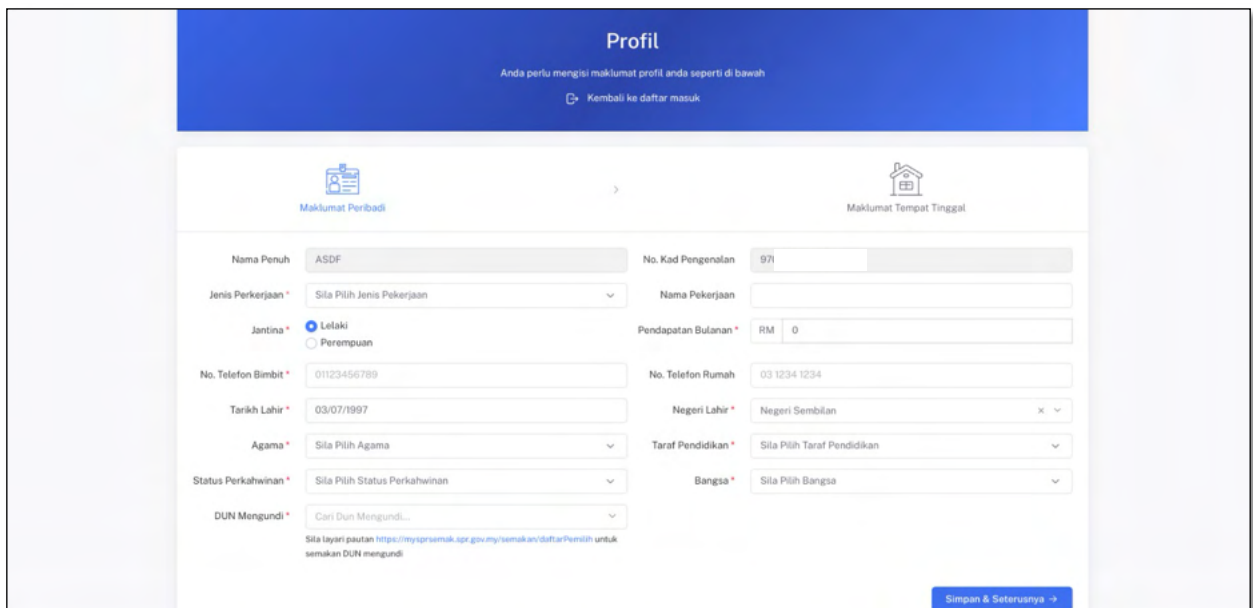 Profil
Anda perlu mengisi maklumat profil anda seperti di bawah
Kembali ke daftar masuk
Maklumat Peribadi
Maklumat Tempat Tinggal
Nama Penuh ASDF No. Kad Pengenalan 970
Jenis Perkerjaan * Sila Pilih Jenis Pekerjaan Nama Pekerjaan
Jantina * Lelaki Pendapatan Bulanan * RM 0
Perempuan
No. Telefon Bimbit * 01123456789 No. Telefon Rumah 03 1234 1234
Tarikh Lahir * 03/07/1997 Negeri Lahir * Negeri Sembilan
Agama * Sila Pilih Agama Taraf Pendidikan * Sila Pilih Taraf Pendidikan
Status Perkahwinan * Sila Pilih Status Perkahwinan Bangsa * Sila Pilih Bangsa
DUN Mengundi * Cari Dun Mengundi...
Sila layari pautan https://mysprsemak.spr.gov.my/semakan/daftarPemilih untuk
semakan DUN mengundi
Simpan & Seterusnya →